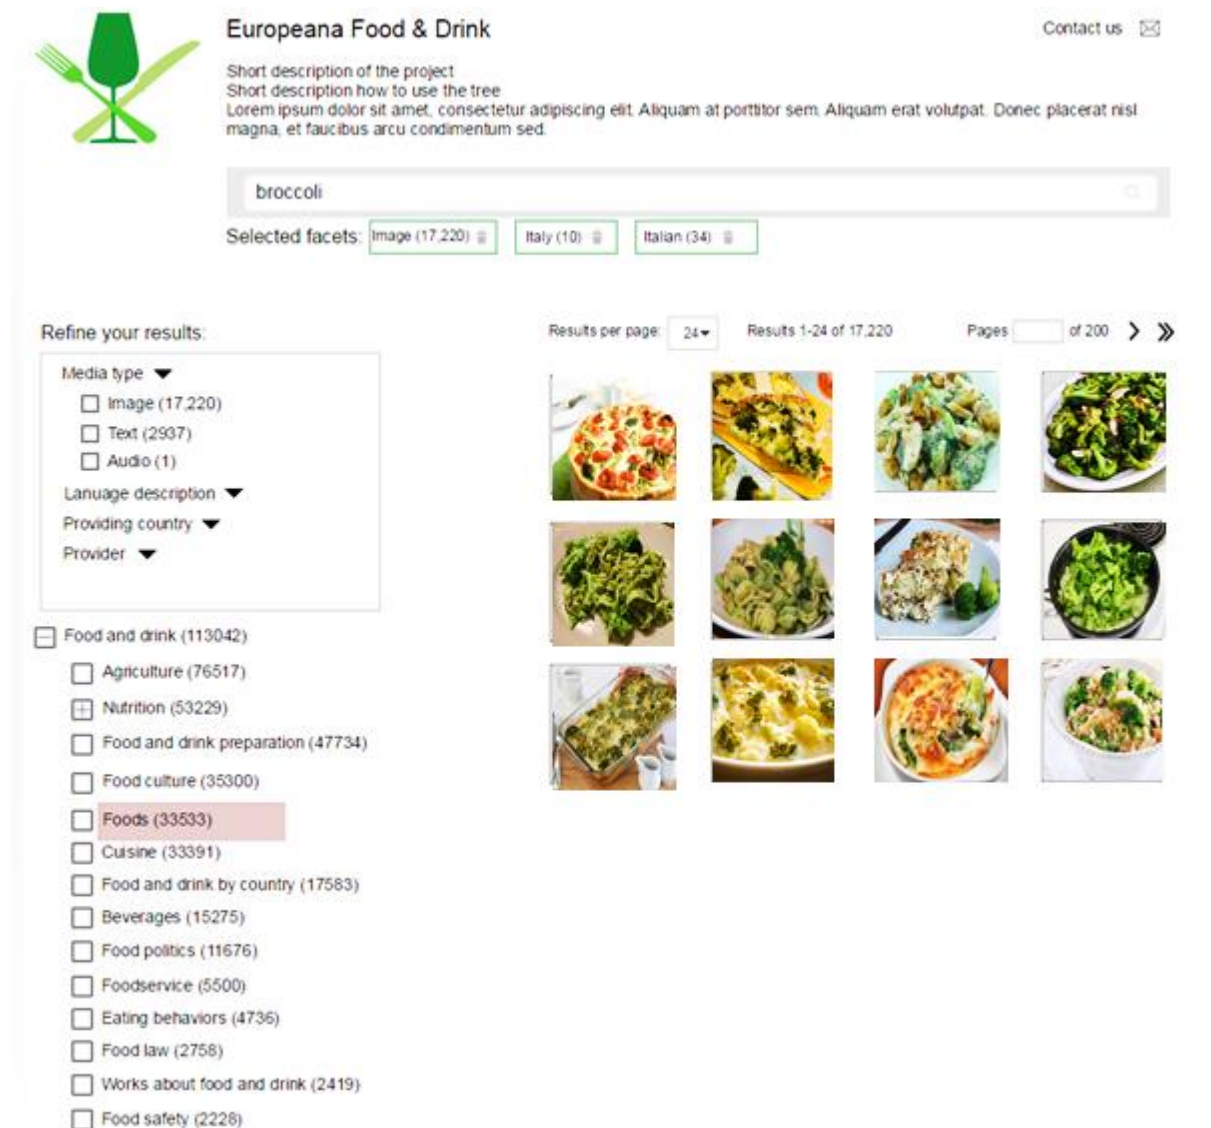 Europeana Food & Drink
Contact us
Short description of the project
Short description how to use the tree
Lorem ipsum dolor sit amet, consectetur adipiscing elit. Aliquam at porttitor sem. Aliquam erat volutpat. Donec placerat nisl
magna, et faucibus arcu condimentum sed.
broccoli
Selected facets: Image (17,220) Italy (10) Italian (34)
Refine your results:
Results per page: 24 Results 1-24 of 17,220 Pages of 200
Media type
Image (17,220)
Text (2937)
Audio (1)
Lanuage description
Providing country
Provider
Food and drink (113042)
Agriculture (76517)
Nutrition (53229)
Food and drink preparation (47734)
Food culture (35300)
Foods (33533)
Cuisine (33391)
Food and drink by country (17583)
Beverages (15275)
Food politics (11676)
Foodservice (5500)
Eating behaviors (4736)
Food law (2758)
Works about food and drink (2419)
Food safety (2228)